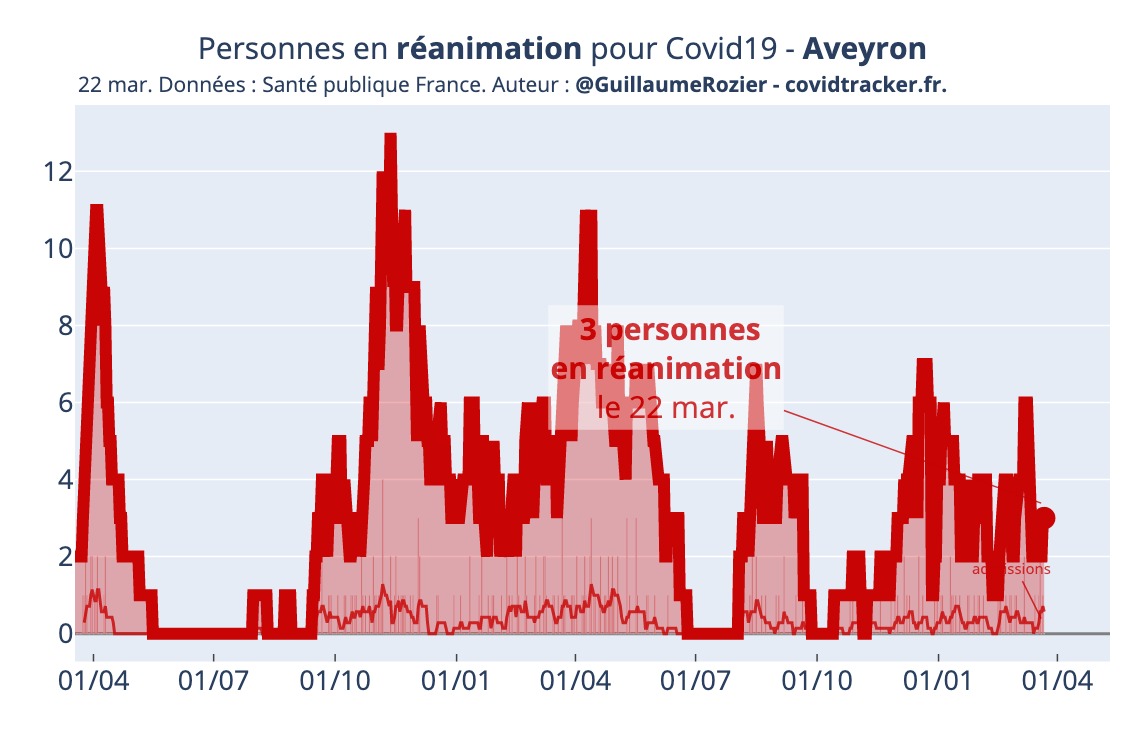 Personnes en réanimation pour Covid19 - Aveyron
22 mar. Données : Santé publique France. Auteur : @GuillaumeRozier - covidtracker.fr.
12
10
8
6
4
2
0
3 personnes
en réanimation
le 22 mar.
admissions
01/04
01/07
01/10
01/01
01/04
01/07
01/10
01/01
01/04